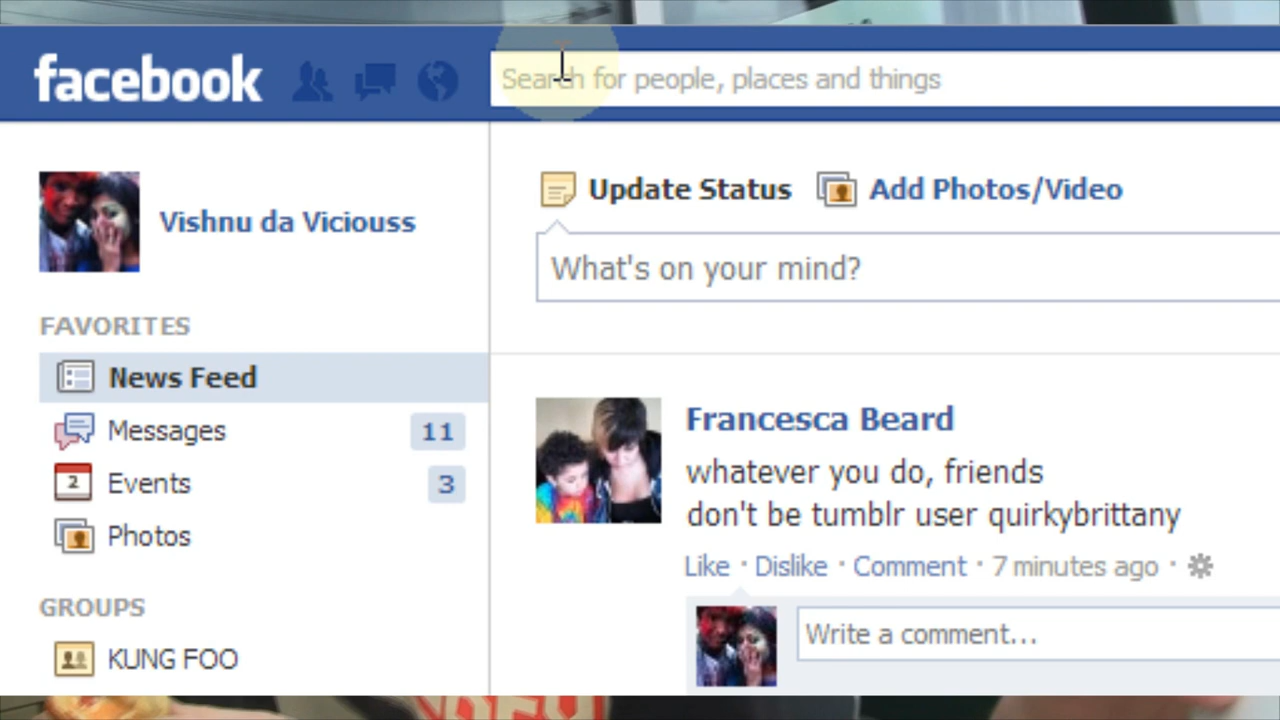 facebook
Search for people, places and things
Vishnu da Viciouss
Update Status
Add Photos/Video
What's on your mind?
FAVORITES
News Feed
Messages 11
Events 3
Photos
Francesca Beard
whatever you do, friends
don't be tumblr user quirkybrittany
Like · Dislike · Comment · 7 minutes ago ·
Write a comment...
GROUPS
KUNG FOO
2